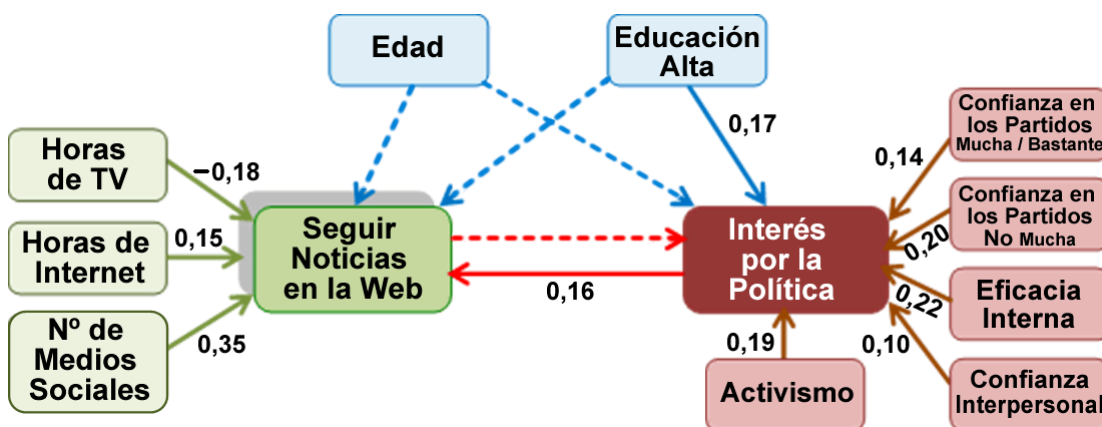 Edad
Educación
Alta
0,17
Confianza en
los Partidos
Mucha / Bastante
0,14
Horas
de TV
−0,18
Confianza en
los Partidos
No Mucha
0,20
Horas de
Internet
0,15
Seguir
Noticias
en la Web
Interés
por la
Política
0,16
Eficacia
Interna
0,22
Nº de
Medios
Sociales
0,35
0,19
Activismo
0,10
Confianza
Interpersonal